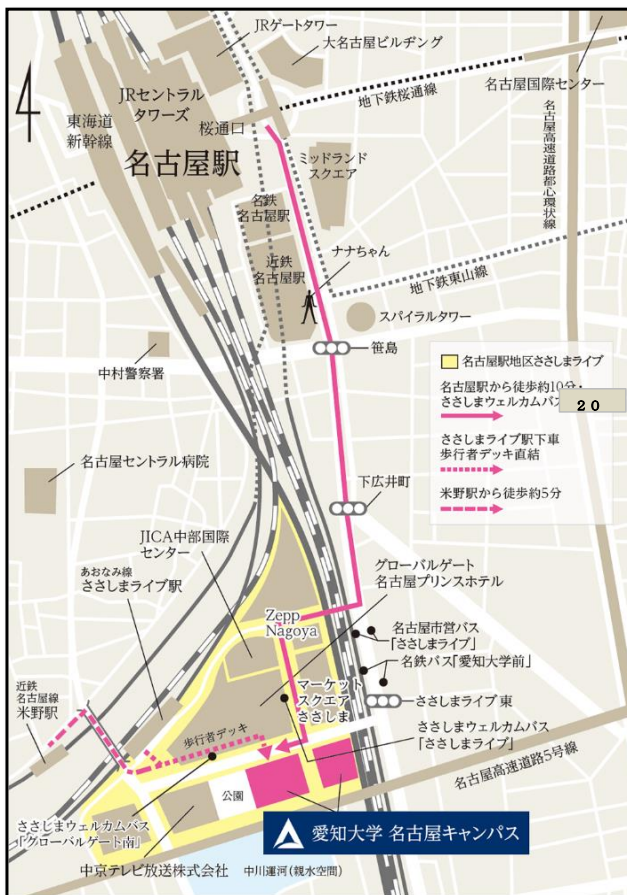 JRゲートタワー
大名古屋ビルヂング
JRセントラル
タワーズ
桜通口
東海道
新幹線
名古屋駅
地下鉄桜通線
名古屋国際センター
名古屋高速道路都心環状線
ミッドランド
スクエア
名鉄
名古屋駅
近鉄
名古屋駅
ナナちゃん
地下鉄東山線
スパイラルタワー
笹島
中村警察署
名古屋駅地区ささしまライブ
名古屋駅から徒歩約10分・
ささしまウェルカムバス
20
ささしまライブ駅下車
歩行者デッキ直結
米野駅から徒歩約5分
名古屋セントラル病院
下広井町
JICA中部国際
センター
あおなみ線
ささしまライブ駅
グローバルゲート
名古屋プリンスホテル
Zepp
Nagoya
名古屋市営バス
「ささしまライブ」
名鉄バス「愛知大学前」
マーケット
スクエア
ささしま
ささしまライブ東
近鉄
名古屋線
米野駅
歩行者デッキ
ささしまウェルカムバス
「ささしまライブ」
名古屋高速道路5号線
公園
ささしまウェルカムバス
「グローバルゲート南」
愛知大学 名古屋キャンパス
中京テレビ放送株式会社
中川運河(親水空間)